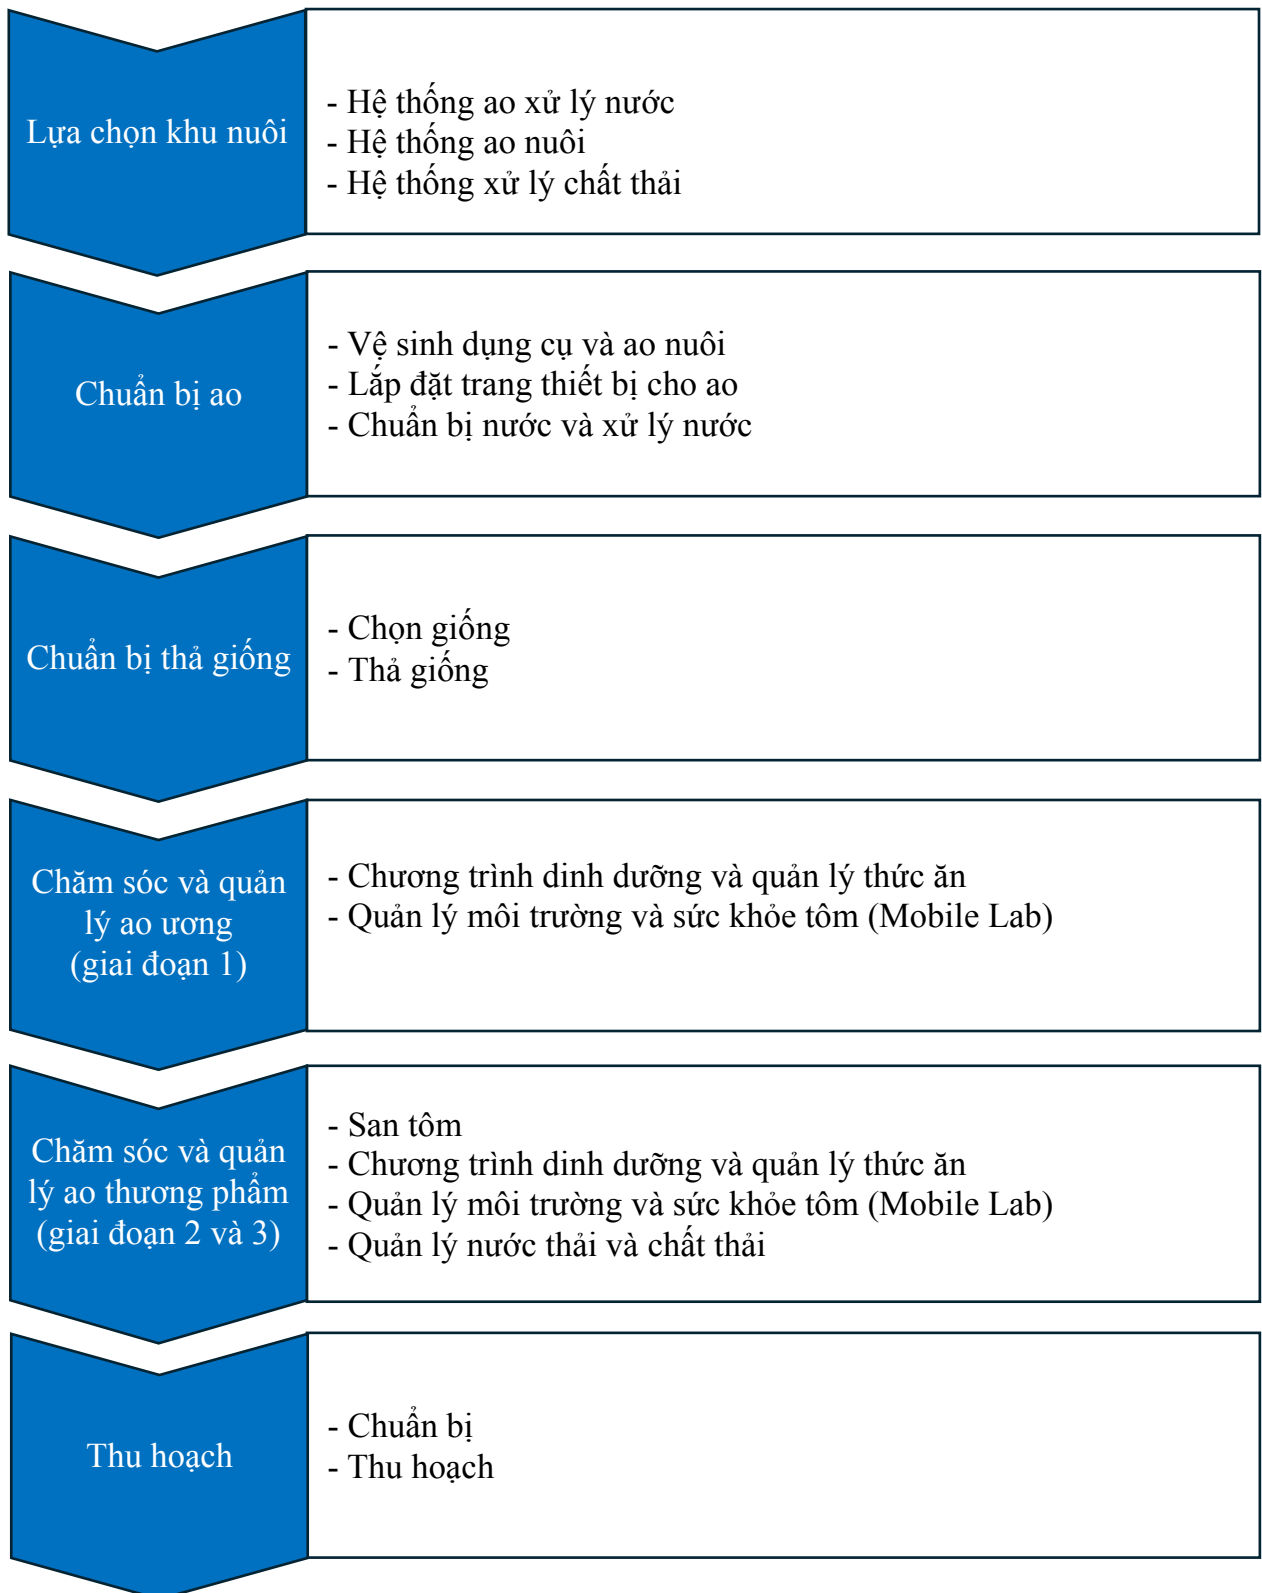 Lựa chọn khu nuôi
- Hệ thống ao xử lý nước
- Hệ thống ao nuôi
- Hệ thống xử lý chất thải
Chuẩn bị ao
- Vệ sinh dụng cụ và ao nuôi
- Lắp đặt trang thiết bị cho ao
- Chuẩn bị nước và xử lý nước
Chuẩn bị thả giống
- Chọn giống
- Thả giống
Chăm sóc và quản
lý ao ương
(giai đoạn 1)
- Chương trình dinh dưỡng và quản lý thức ăn
- Quản lý môi trường và sức khỏe tôm (Mobile Lab)
Chăm sóc và quản
lý ao thương phẩm
(giai đoạn 2 và 3)
- San tôm
- Chương trình dinh dưỡng và quản lý thức ăn
- Quản lý môi trường và sức khỏe tôm (Mobile Lab)
- Quản lý nước thải và chất thải
Thu hoạch
- Chuẩn bị
- Thu hoạch